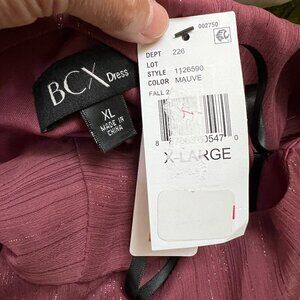 BCX Dress
XL
MADE IN
CHINA
002750
DEPT 226
LOT
STYLE 1126590
COLOR MAUVE
FALL 2
X-LARGE